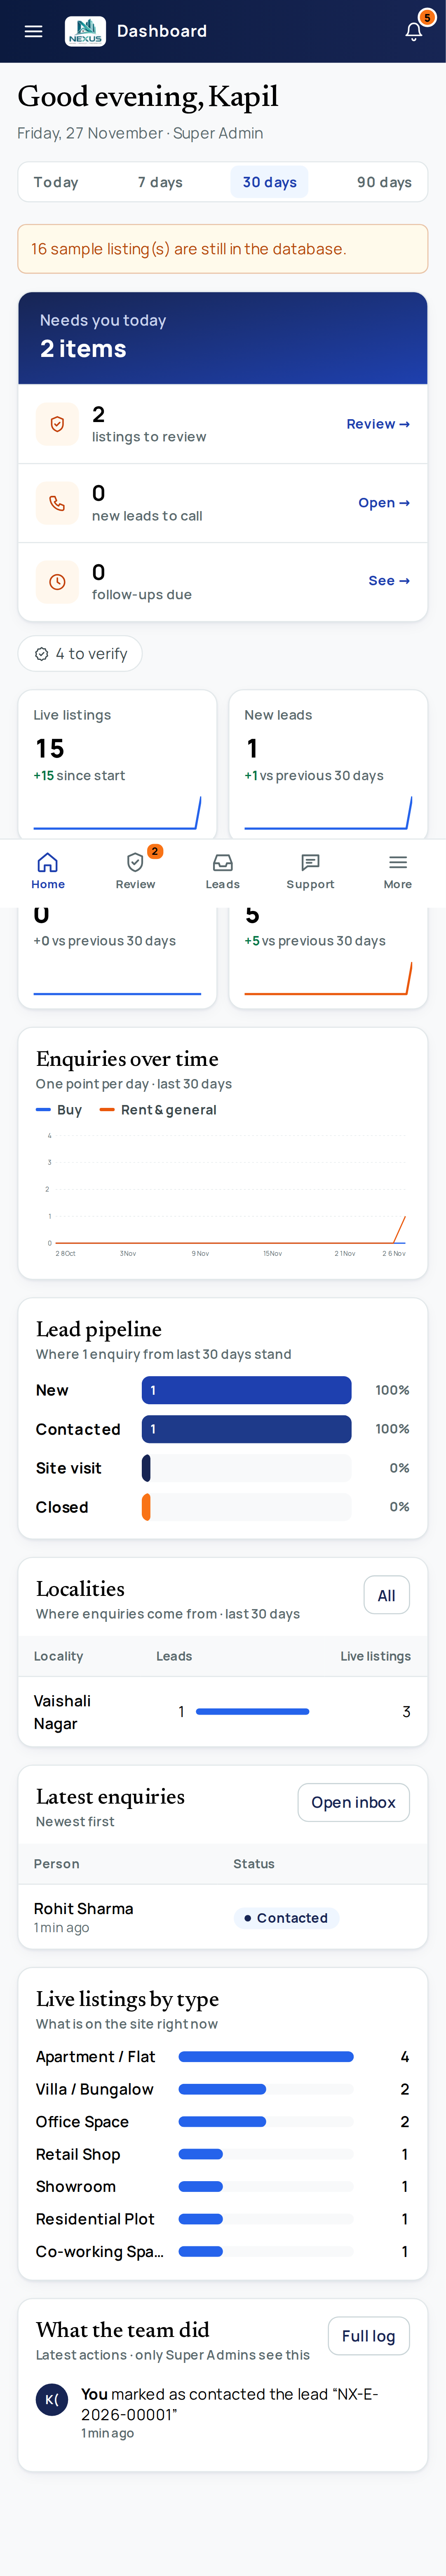 NEXUS
Dashboard
5
Good evening, Kapil
Friday, 27 November · Super Admin
Today 7 days 30 days 90 days
16 sample listing(s) are still in the database.
Needs you today
2 items
2
listings to review
Review →
0
new leads to call
Open →
0
follow-ups due
See →
4 to verify
Live listings
15
+15 since start
New leads
1
+1 vs previous 30 days
2
Home Review Leads Support More
0
+0 vs previous 30 days
5
+5 vs previous 30 days
Enquiries over time
One point per day · last 30 days
Buy Rent & general
4
3
2
1
0
28 Oct 3 Nov 9 Nov 15 Nov 21 Nov 26 Nov
Lead pipeline
Where 1 enquiry from last 30 days stand
New 1 100%
Contacted 1 100%
Site visit 0%
Closed 0%
Localities
Where enquiries come from · last 30 days
All
Locality Leads Live listings
Vaishali
Nagar
1 3
Latest enquiries
Newest first
Open inbox
Person Status
Rohit Sharma
1 min ago
Contacted
Live listings by type
What is on the site right now
Apartment / Flat 4
Villa / Bungalow 2
Office Space 2
Retail Shop 1
Showroom 1
Residential Plot 1
Co-working Spa... 1
What the team did
Latest actions · only Super Admins see this
Full log
K(
You marked as contacted the lead “NX-E-
2026-00001”
1 min ago